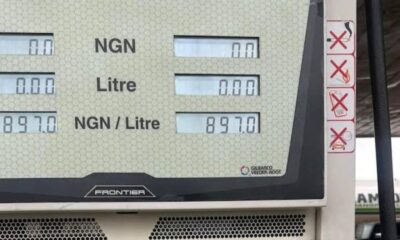 0.0 NGN 0.0
0.00 Litre 0.00
897.0 NGN / Litre 897.0
GILBARCO
VEEDER-ROOT
FRONTIER